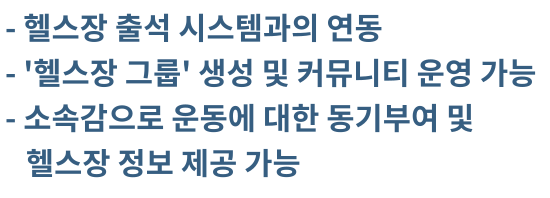 - 헬스장 출석 시스템과의 연동
- '헬스장 그룹' 생성 및 커뮤니티 운영 가능
- 소속감으로 운동에 대한 동기부여 및
헬스장 정보 제공 가능